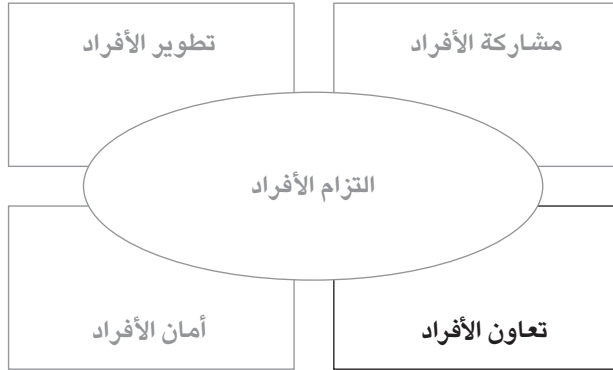 مشاركة الأفراد
تطوير الأفراد
التزام الأفراد
تعاون الأفراد
أمان الأفراد